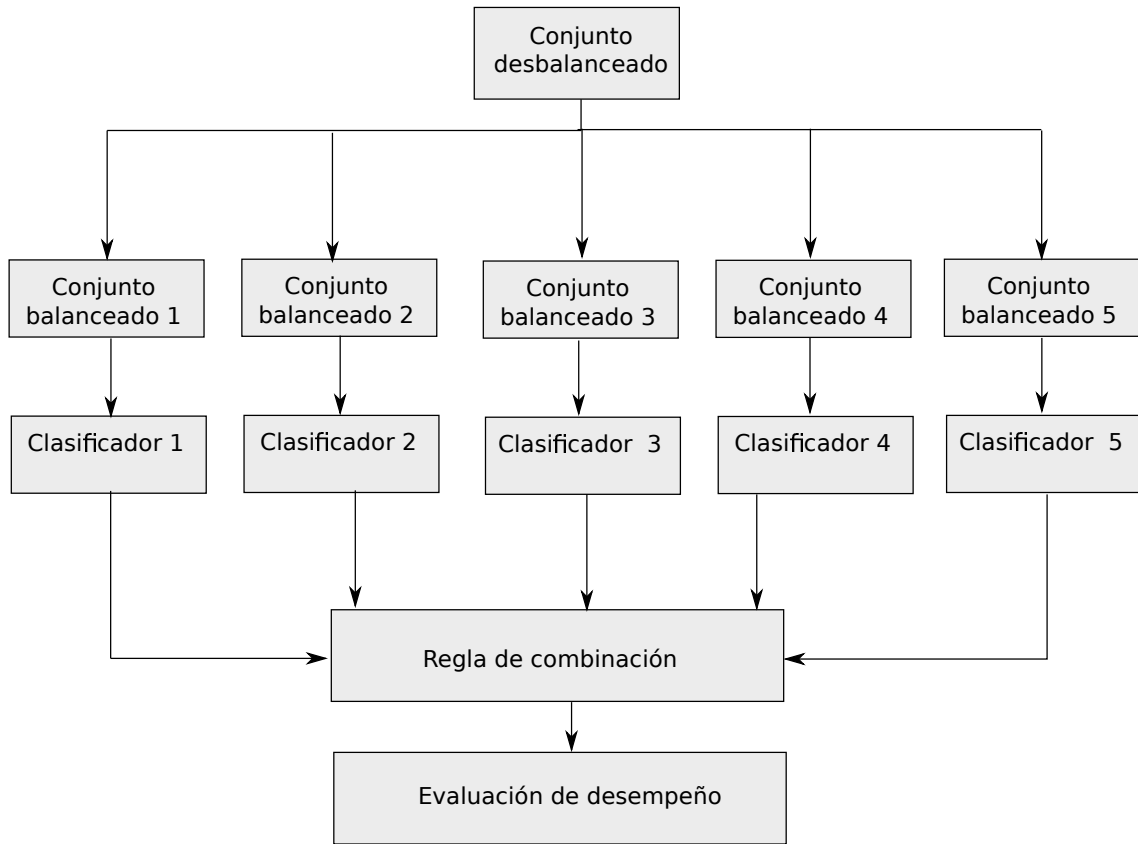 Conjunto
desbalanceado
Conjunto
balanceado 1
Conjunto
balanceado 2
Conjunto
balanceado 3
Conjunto
balanceado 4
Conjunto
balanceado 5
Clasificador 1
Clasificador 2
Clasificador 3
Clasificador 4
Clasificador 5
Regla de combinación
Evaluación de desempeño